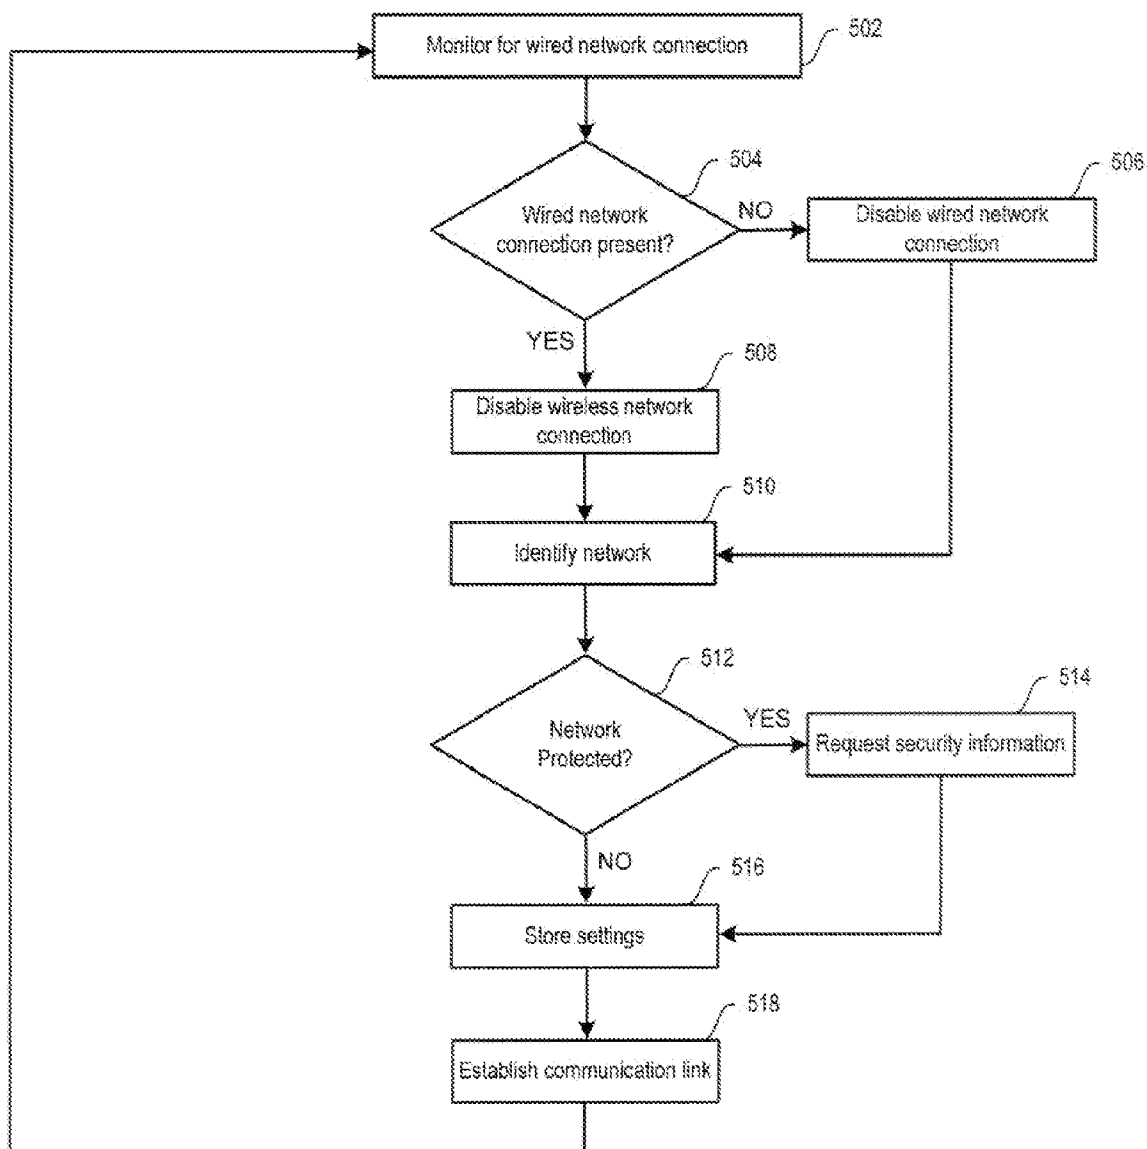 Monitor for wired network connection
502
504
Wired network
connection present?
NO
506
Disable wired network
connection
YES
508
Disable wireless network
connection
510
Identify network
512
Network
Protected?
YES
514
Request security information
NO
516
Store settings
518
Establish communication link